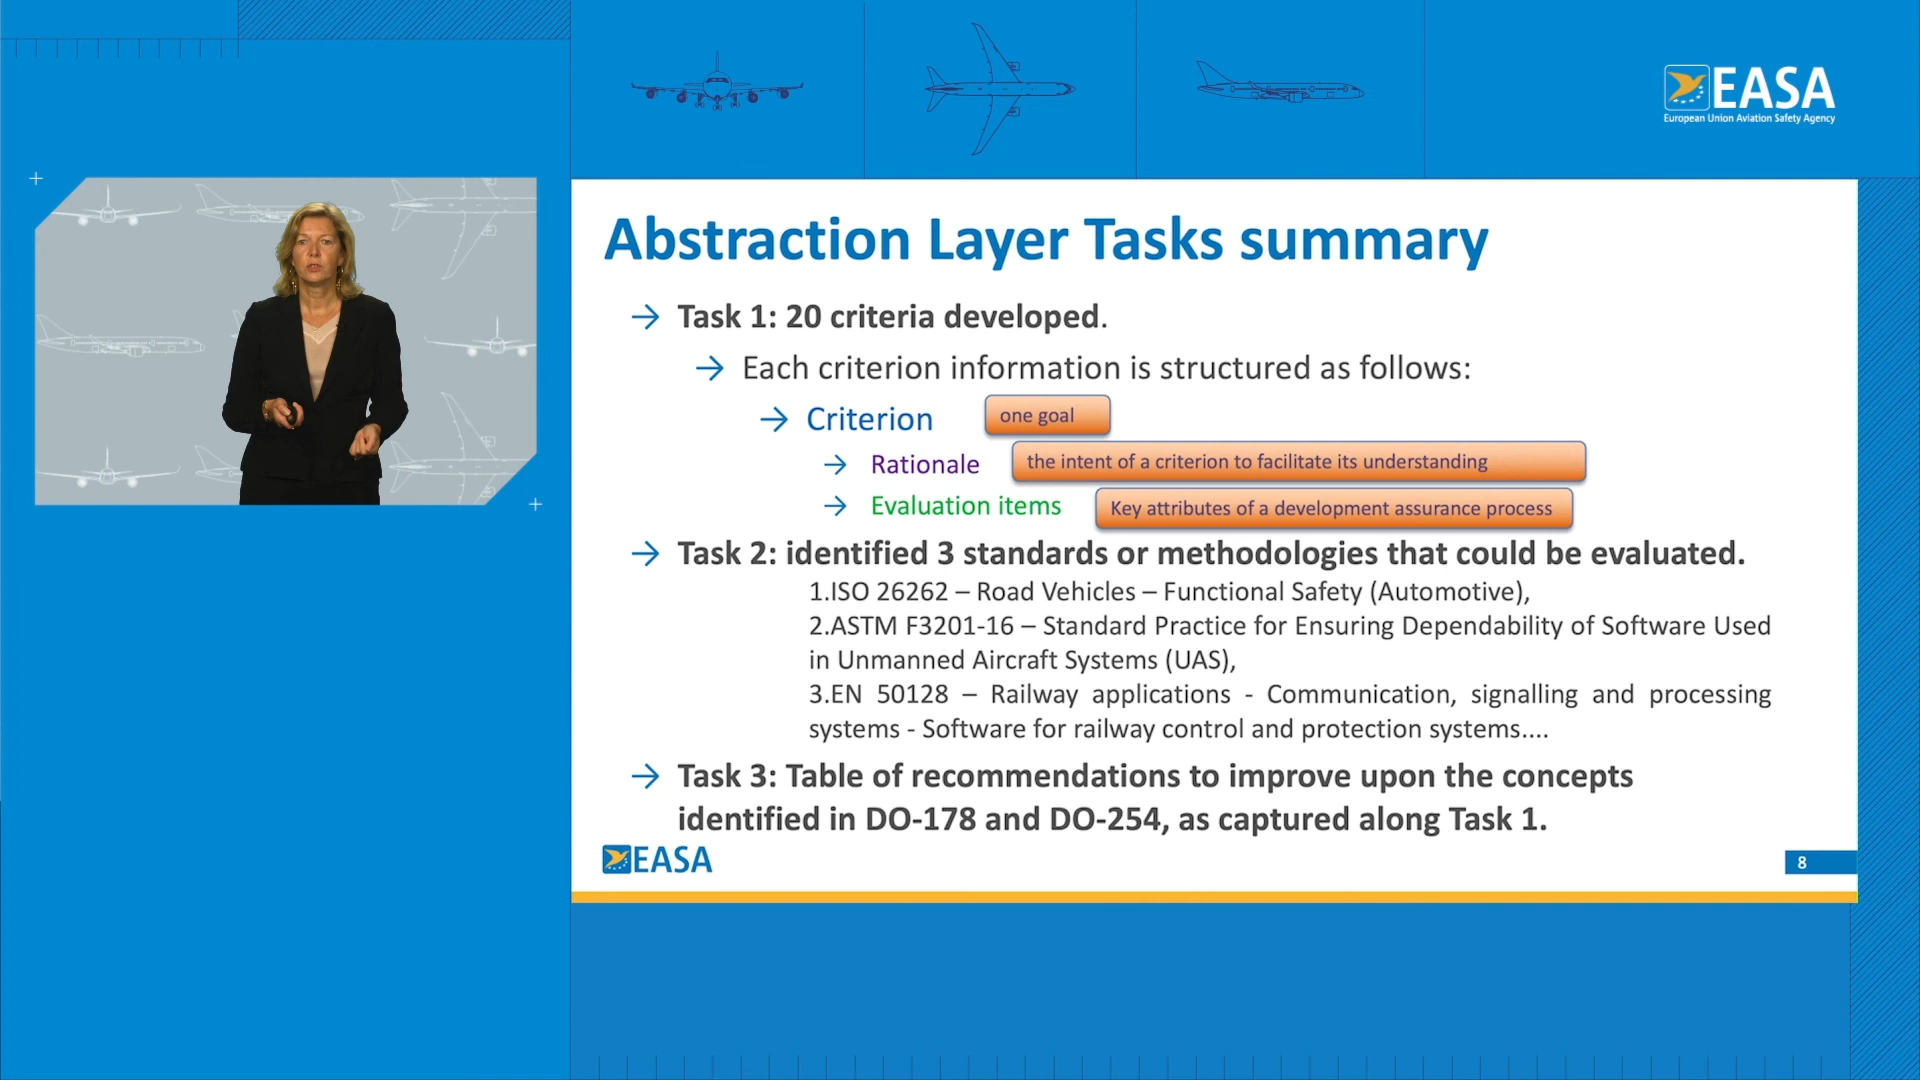 EASA
European Union Aviation Safety Agency
Abstraction Layer Tasks summary
→ Task 1: 20 criteria developed.
→ Each criterion information is structured as follows:
→ Criterion one goal
→ Rationale the intent of a criterion to facilitate its understanding
→ Evaluation items Key attributes of a development assurance process
→ Task 2: identified 3 standards or methodologies that could be evaluated.
1.ISO 26262 – Road Vehicles – Functional Safety (Automotive),
2.ASTM F3201-16 – Standard Practice for Ensuring Dependability of Software Used
in Unmanned Aircraft Systems (UAS),
3.EN 50128 – Railway applications - Communication, signalling and processing
systems - Software for railway control and protection systems....
→ Task 3: Table of recommendations to improve upon the concepts
identified in DO-178 and DO-254, as captured along Task 1.
EASA
8